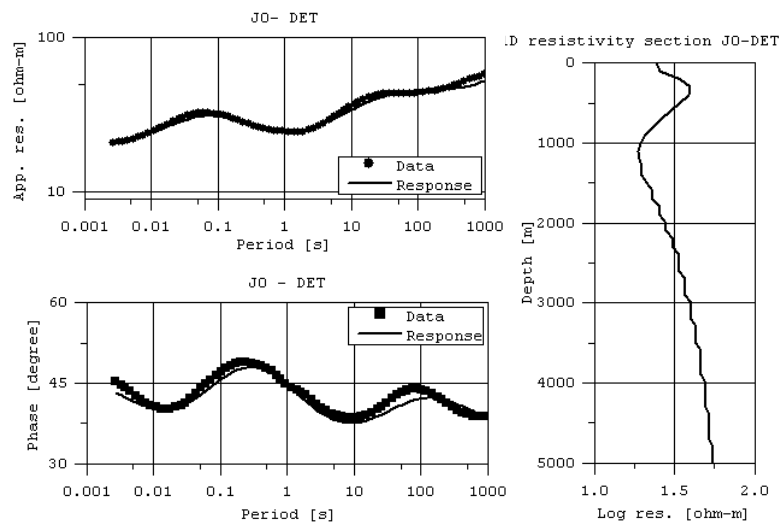 JO- DET
100
10
App. res. [ohm-m]
Data
Response
0.001 0.01 0.1 1 10 100 1000
Period [s]
JO - DET
60
45
30
Phase [degree]
Data
Response
0.001 0.01 0.1 1 10 100 1000
Period [s]
.D resistivity section JO-DET
0
1000
2000
3000
4000
5000
Depth [m]
1.0 1.5 2.0
Log res. [ohm-m]